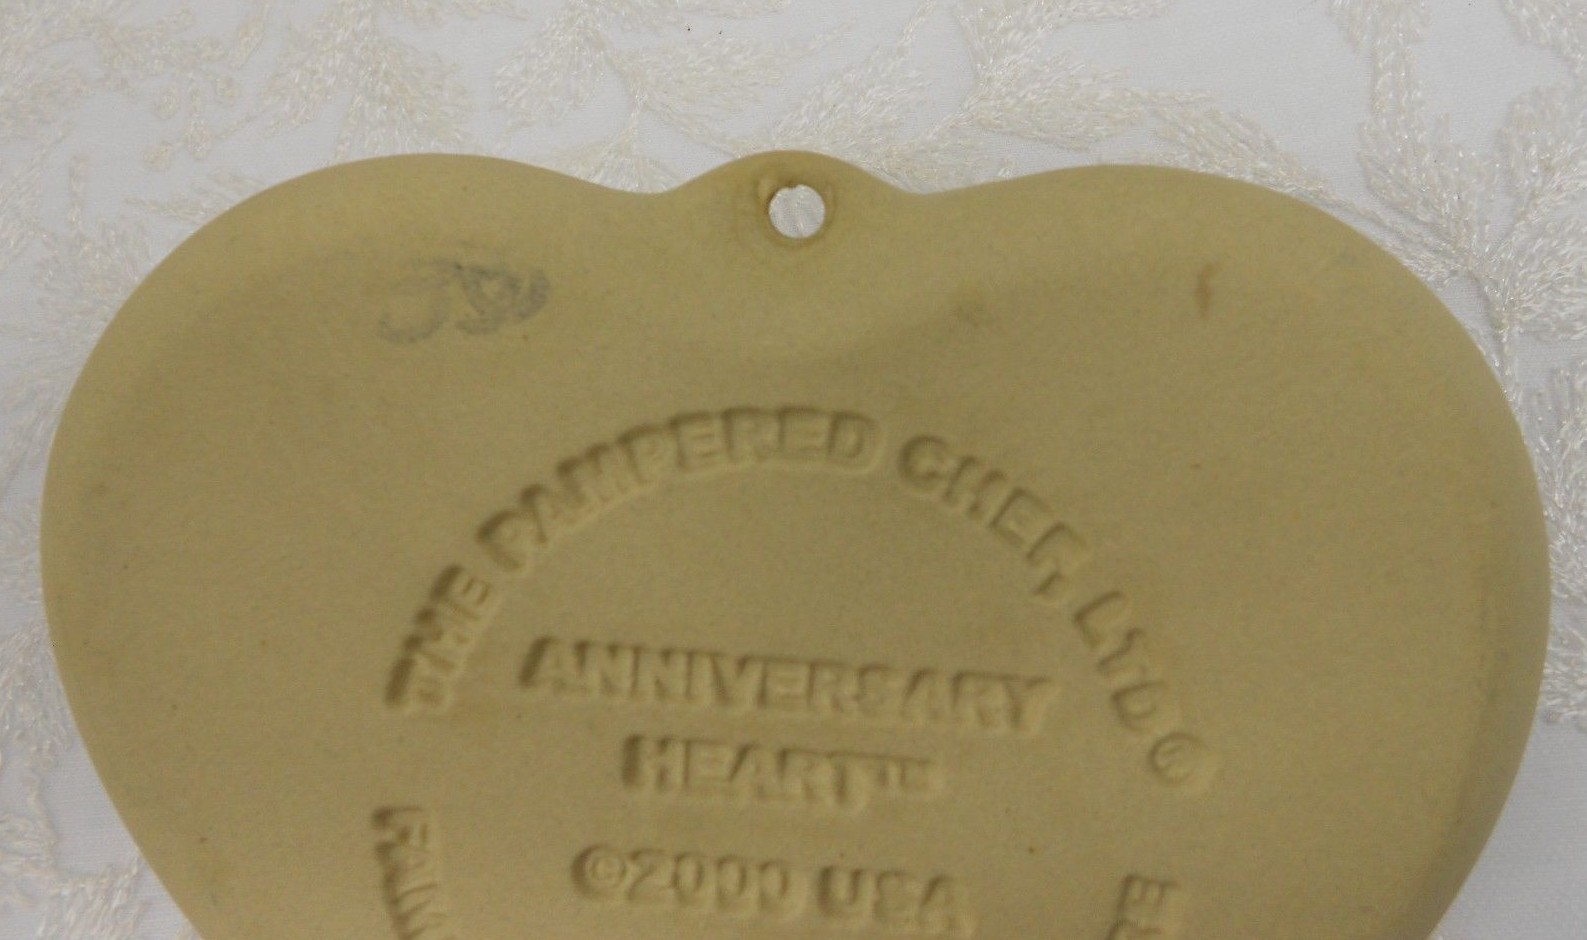 THE PAMPERED CHEF, LTD®
ANNIVERSARY
HEART™
©2000 USA